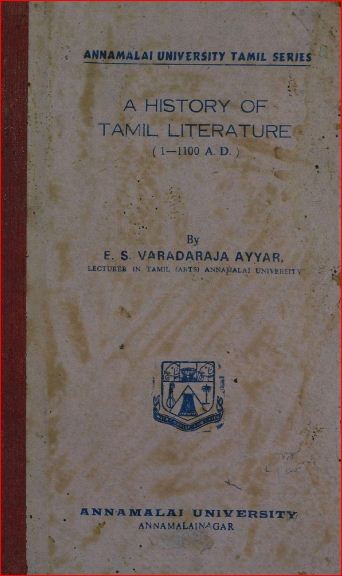 ANNAMALAI UNIVERSITY TAMIL SERIES
A HISTORY OF
TAMIL LITERATURE
( 1—1100 A. D. )
By
E. S. VARADARAJA AYYAR,
LECTURER IN TAMIL (ARTS) ANNAMALAI UNIVERSITY
ANNAMALAI UNIVERSITY
ANNAMALAINAGAR